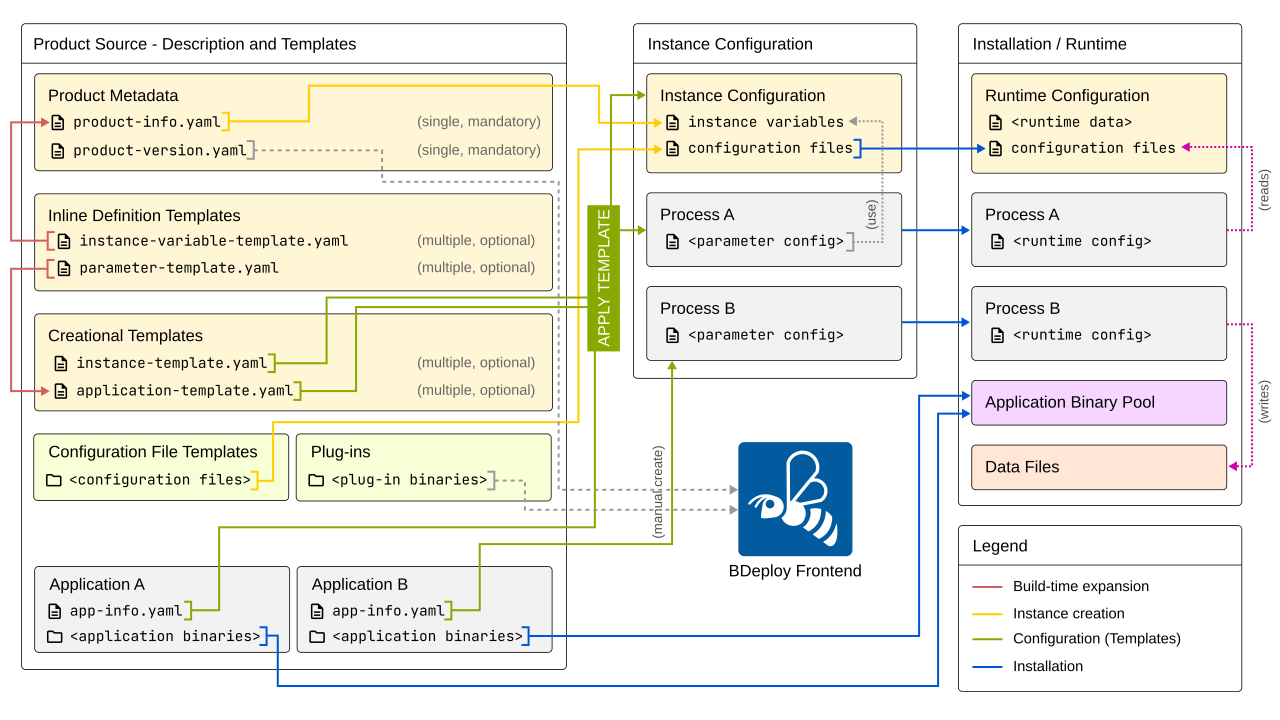 Product Source - Description and Templates
Product Metadata
product-info.yaml (single, mandatory)
product-version.yaml (single, mandatory)
Inline Definition Templates
instance-variable-template.yaml (multiple, optional)
parameter-template.yaml (multiple, optional)
Creational Templates
instance-template.yaml (multiple, optional)
application-template.yaml (multiple, optional)
Configuration File Templates
<configuration files>
Plug-ins
<plug-in binaries>
Application A
app-info.yaml
<application binaries>
Application B
app-info.yaml
<application binaries>
APPLY TEMPLATE
Instance Configuration
Instance Configuration
instance variables
configuration files
Process A
<parameter config>
(use)
Process B
<parameter config>
(manual create)
BDeploy Frontend
Installation / Runtime
Runtime Configuration
<runtime data>
configuration files
(reads)
Process A
<runtime config>
Process B
<runtime config>
(writes)
Application Binary Pool
Data Files
Legend
Build-time expansion
Instance creation
Configuration (Templates)
Installation